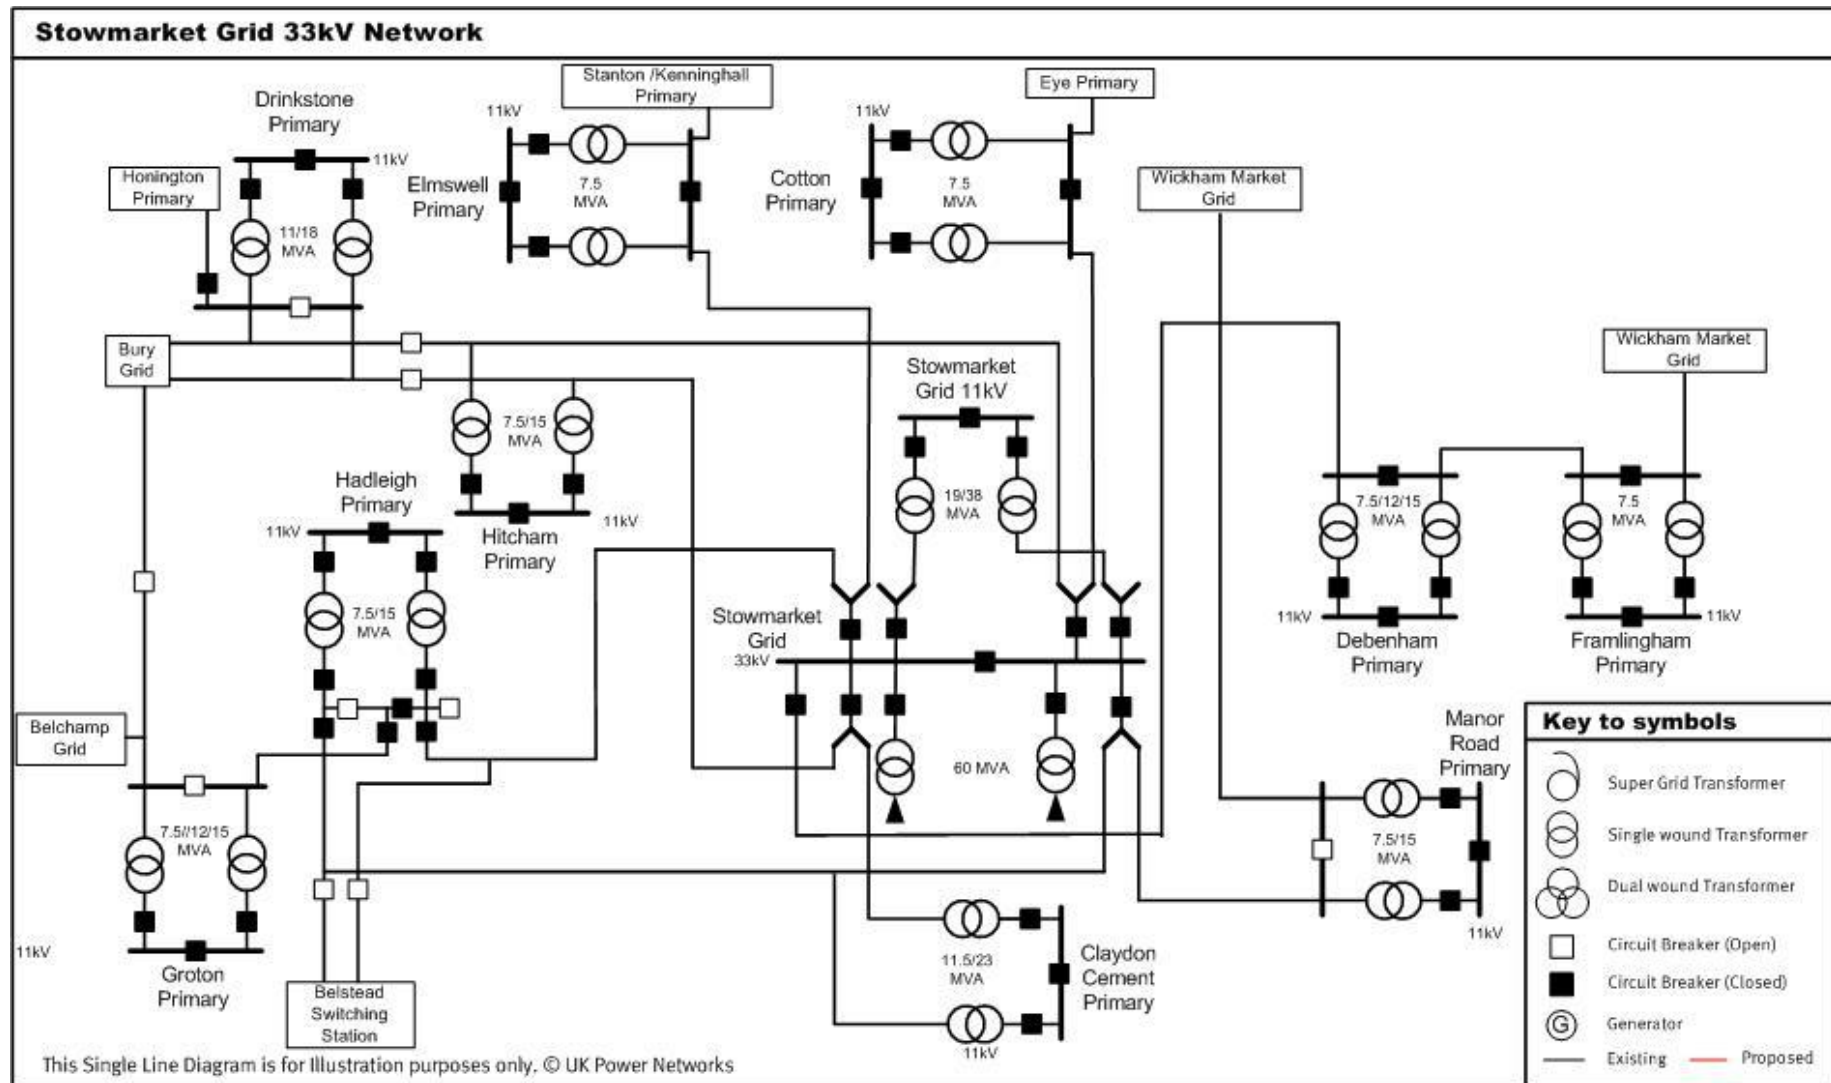 Stowmarket Grid 33kV Network
Stanton /Kenninghall
Primary
Eye Primary
Drinkstone
Primary
11kV
11kV
11kV
Honington
Primary
Elmswell
Primary
7.5
MVA
Cotton
Primary
7.5
MVA
Wickham Market
Grid
11/18
MVA
Bury
Grid
Stowmarket
Grid 11kV
Wickham Market
Grid
7.5/15
MVA
Hadleigh
Primary
19/38
MVA
7.5/12/15
MVA
7.5
MVA
11kV
Hitcham
Primary
11kV
7.5/15
MVA
Stowmarket
Grid
33kV
11kV
Debenham
Primary
Framlingham
Primary
11kV
Belchamp
Grid
60 MVA
Manor
Road
Primary
7.5//12/15
MVA
7.5/15
MVA
11kV
11kV
Groton
Primary
Belstead
Switching
Station
11.5/23
MVA
11kV
Claydon
Cement
Primary
Key to symbols
Super Grid Transformer
Single wound Transformer
Dual wound Transformer
Circuit Breaker (Open)
Circuit Breaker (Closed)
G Generator
Existing Proposed
This Single Line Diagram is for Illustration purposes only. © UK Power Networks